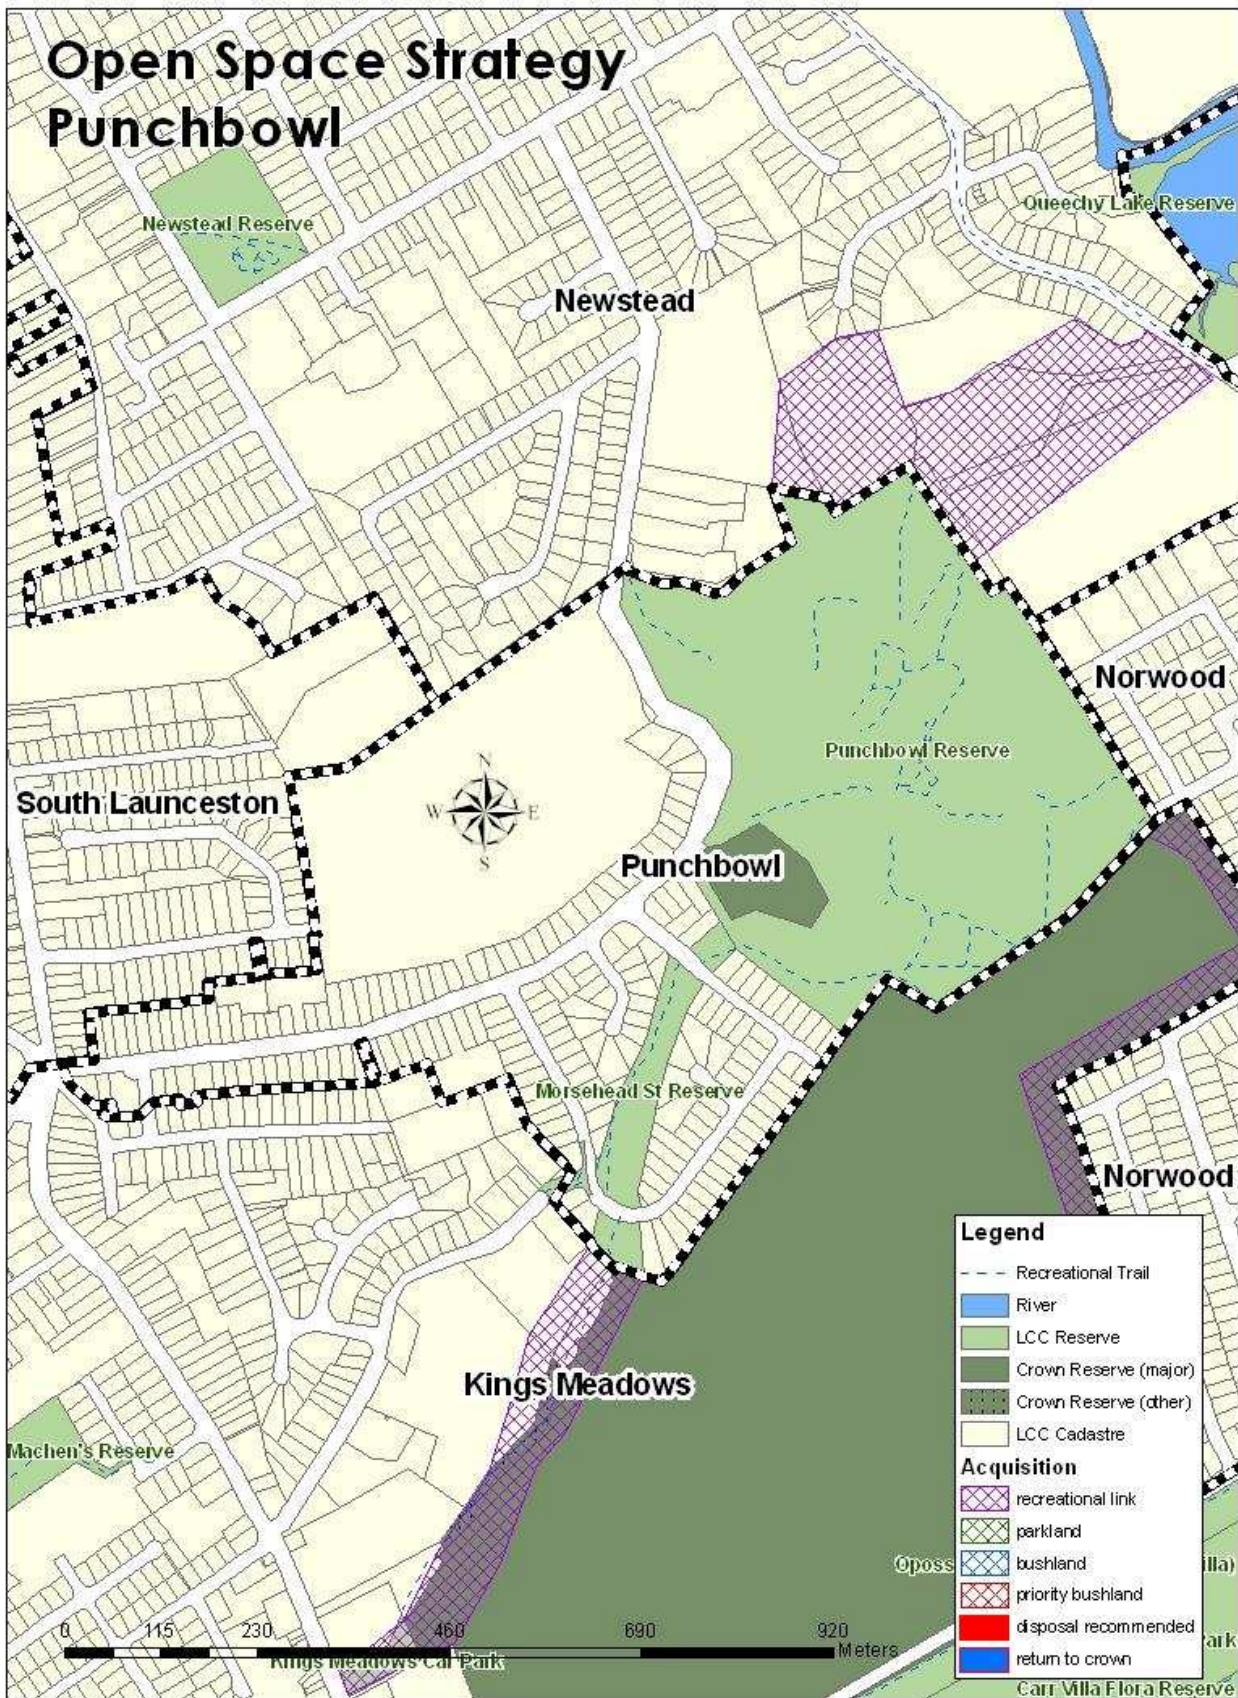 Open Space Strategy
Punchbowl
Newstead Reserve
Queechy Lake Reserve
Newstead
Norwood
Punchbowl Reserve
N
W E
S
South Launceston
Punchbowl
Morsehead St Reserve
Norwood
Kings Meadows
Machen's Reserve
Legend
Recreational Trail
River
LCC Reserve
Crown Reserve (major)
Crown Reserve (other)
LCC Cadastre
Acquisition
recreational link
parkland
bushland
priority bushland
disposal recommended
return to crown
Oposs
illa)
ark
0 115 230 460 690 920
Meters
Kings Meadows Car Park
Carr Villa Flora Reserve